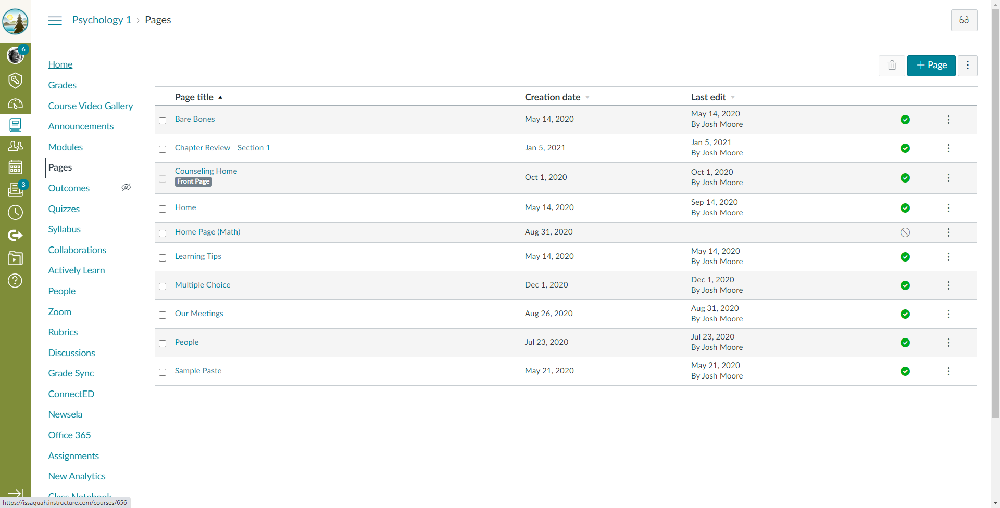 Psychology 1 › Pages
6
Home
Grades
Course Video Gallery
Announcements
Modules
Pages
Outcomes
Quizzes
Syllabus
Collaborations
Actively Learn
People
Zoom
Rubrics
Discussions
Grade Sync
ConnectED
Newsela
Office 365
Assignments
New Analytics
Class Notebook
3
+ Page
Page title Creation date Last edit
Bare Bones May 14, 2020 May 14, 2020
By Josh Moore
Chapter Review - Section 1 Jan 5, 2021 Jan 5, 2021
By Josh Moore
Counseling Home
Front Page Oct 1, 2020 Oct 1, 2020
By Josh Moore
Home May 14, 2020 Sep 14, 2020
By Josh Moore
Home Page (Math) Aug 31, 2020
Learning Tips May 14, 2020 May 14, 2020
By Josh Moore
Multiple Choice Dec 1, 2020 Dec 1, 2020
By Josh Moore
Our Meetings Aug 26, 2020 Aug 31, 2020
By Josh Moore
People Jul 23, 2020 Jul 23, 2020
By Josh Moore
Sample Paste May 21, 2020 May 21, 2020
By Josh Moore
https://issaquah.instructure.com/courses/656